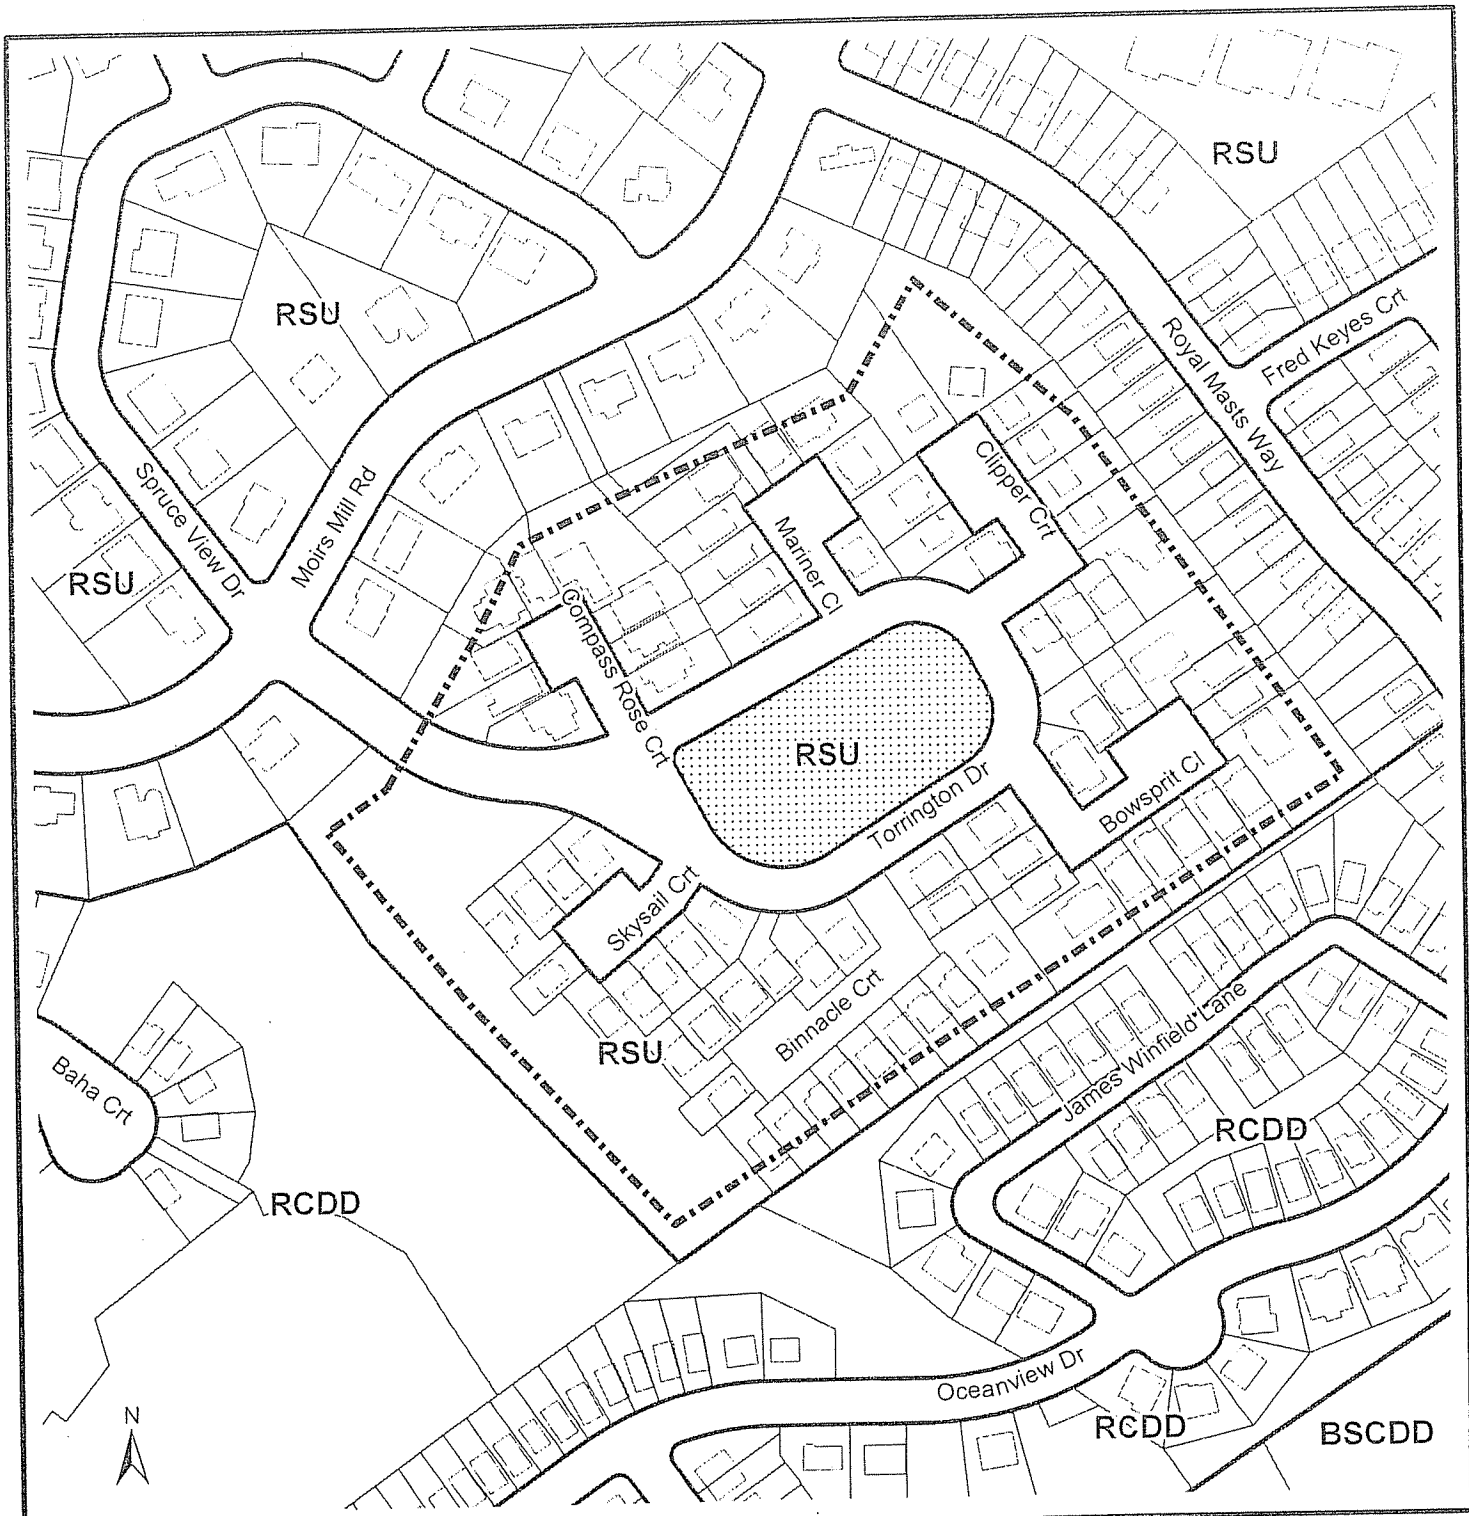 RSU
RSU
Fred Keyes Crt
Royal Masts Way
Clipper Crt
Spruce View Dr
Moirs Mill Rd
Mariner Cl
RSU
Compass Rose Crt
RSU
Torrington Dr
Bowsprit Cl
Skysail Crt
Binnacle Crt
RSU
James Winfield Lane
Baha Crt
RCDD
RCDD
Oceanview Dr
RCDD
BSCDD
N